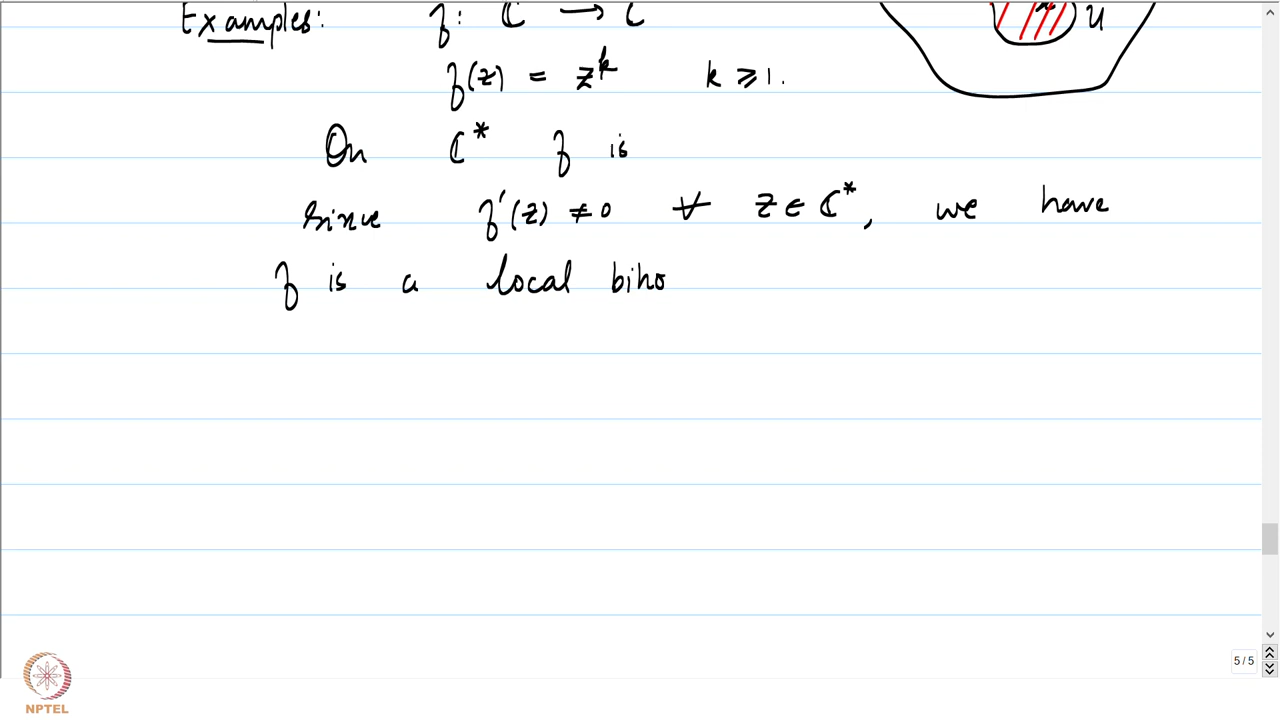 Examples: f: ℂ → ℂ
U
f(z) = z^k k ≥ 1.
On ℂ* f is
since f'(z) ≠ 0 ∀ z ∈ ℂ*, we have
f is a local biho
5 / 5
NPTEL